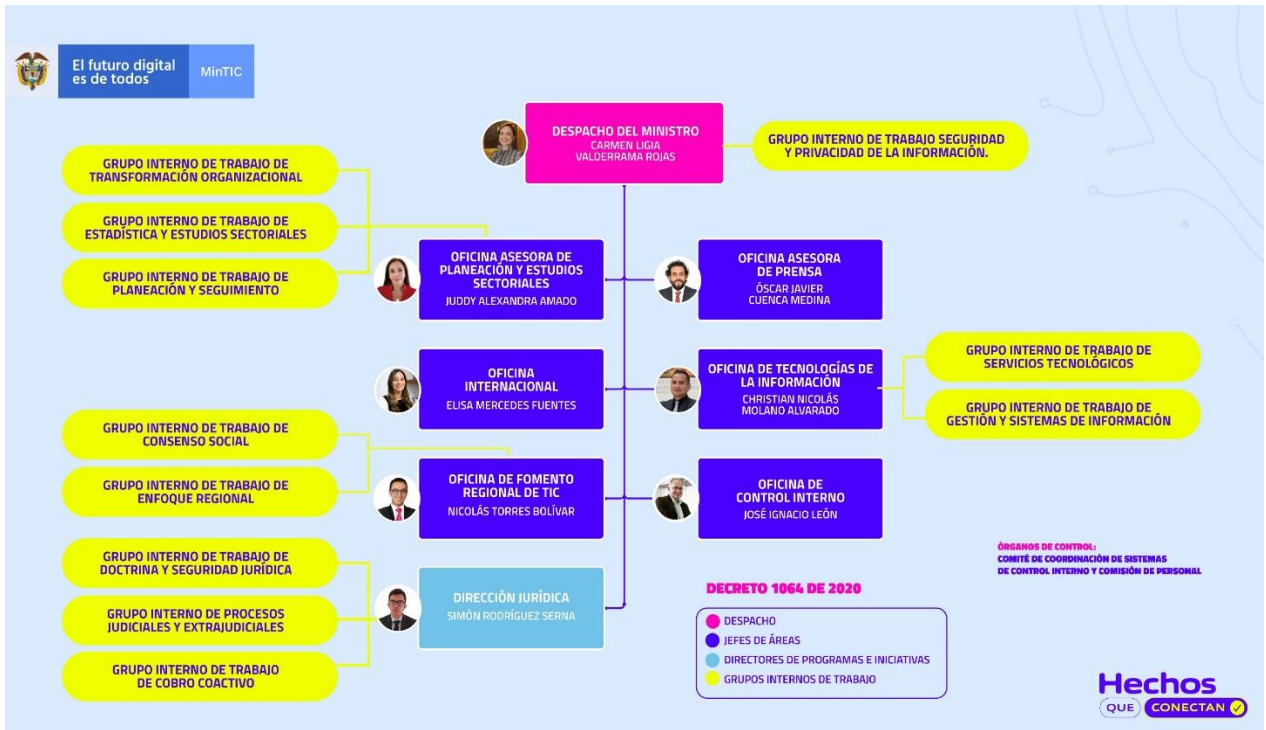 El futuro digital
es de todos
MinTIC
DESPACHO DEL MINISTRO
CARMEN LIGIA
VALDERRAMA ROJAS
GRUPO INTERNO DE TRABAJO SEGURIDAD
Y PRIVACIDAD DE LA INFORMACIÓN.
GRUPO INTERNO DE TRABAJO DE
TRANSFORMACIÓN ORGANIZACIONAL
GRUPO INTERNO DE TRABAJO DE
ESTADÍSTICA Y ESTUDIOS SECTORIALES
GRUPO INTERNO DE TRABAJO DE
PLANEACIÓN Y SEGUIMIENTO
OFICINA ASESORA DE
PLANEACIÓN Y ESTUDIOS
SECTORIALES
JUDDY ALEXANDRA AMADO
OFICINA ASESORA
DE PRENSA
ÓSCAR JAVIER
CUENCA MEDINA
OFICINA
INTERNACIONAL
ELISA MERCEDES FUENTES
OFICINA DE TECNOLOGÍAS DE
LA INFORMACIÓN
CHRISTIAN NICOLÁS
MOLANO ALVARADO
GRUPO INTERNO DE TRABAJO DE
SERVICIOS TECNOLÓGICOS
GRUPO INTERNO DE TRABAJO DE
GESTIÓN Y SISTEMAS DE INFORMACIÓN
GRUPO INTERNO DE TRABAJO DE
CONSENSO SOCIAL
GRUPO INTERNO DE TRABAJO DE
ENFOQUE REGIONAL
OFICINA DE FOMENTO
REGIONAL DE TIC
NICOLÁS TORRES BOLÍVAR
OFICINA DE
CONTROL INTERNO
JOSÉ IGNACIO LEÓN
GRUPO INTERNO DE TRABAJO DE
DOCTRINA Y SEGURIDAD JURÍDICA
GRUPO INTERNO DE PROCESOS
JUDICIALES Y EXTRAJUDICIALES
GRUPO INTERNO DE TRABAJO
DE COBRO COACTIVO
DIRECCIÓN JURÍDICA
SIMÓN RODRÍGUEZ SERNA
ÓRGANOS DE CONTROL:
COMITÉ DE COORDINACIÓN DE SISTEMAS
DE CONTROL INTERNO Y COMISIÓN DE PERSONAL
DECRETO 1064 DE 2020
DESPACHO
JEFES DE ÁREAS
DIRECTORES DE PROGRAMAS E INICIATIVAS
GRUPOS INTERNOS DE TRABAJO
Hechos
QUE CONECTAN